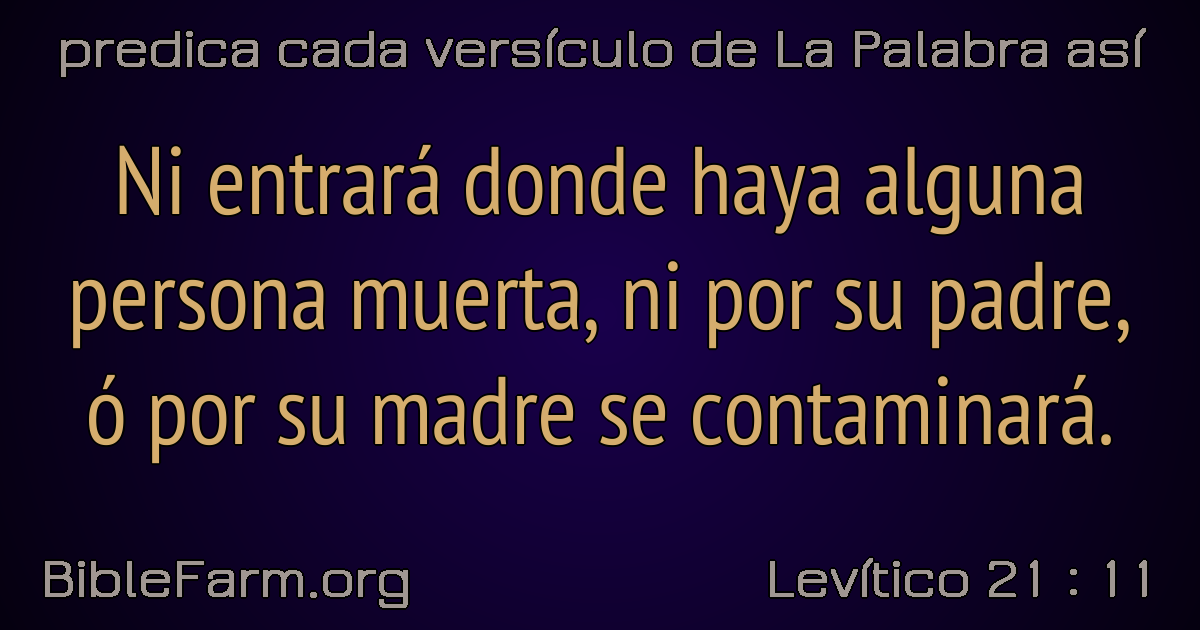 predica cada versículo de La Palabra así
Ni entrará donde haya alguna
persona muerta, ni por su padre,
ó por su madre se contaminará.
BibleFarm.org
Levítico 21 : 11